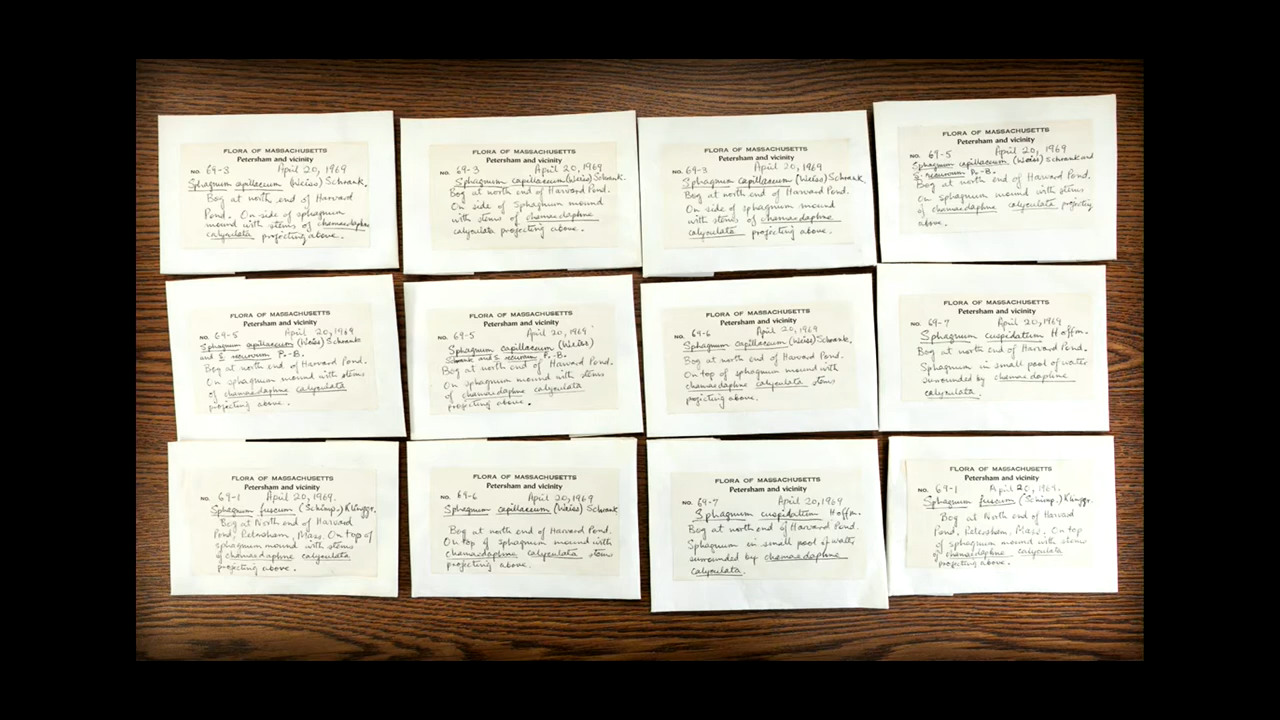 FLORA OF MASSACHUSETTS
Petersham and vicinity
NO. 69-3 April 20, 1969
Sphagnum capillaceum (Weiss) Schrank.
Bog at north end of Harvard
Pond. On side of sphagnum
mound with stems of chamaedaphne
calyculata projecting above.
FLORA OF MASSACHUSETTS
Petersham and vicinity
NO. 69-3 April 20, 1969
Sphagnum capillaceum (Weiss) Schrank.
Bog at north end of Harvard Pond.
On side of Sphagnum mound
with stems of chamaedaphne
calyculata projecting above.
FLORA OF MASSACHUSETTS
Petersham and vicinity
NO. 69-3 April 20, 1969
Sphagnum capillaceum (Weiss) Schrank.
Bog at north end of Harvard Pond.
On side of sphagnum mound
with stems of chamaedaphne
calyculata projecting above.
FLORA OF MASSACHUSETTS
Petersham and vicinity
NO. 69-5 April 20, 1969
Sphagnum capillaceum (Weiss) Schrank and
S. recurvum P.-B.
Bog at north end of Harvard Pond.
On sphagnum mound with stems
of chamaedaphne calyculata projecting
above.
FLORA OF MASSACHUSETTS
Petersham and vicinity
NO. 69-5 April 20, 1969
Sphagnum capillaceum (Weiss) Schrank
and S. recurvum P.-B.
Bog at north end of Harvard Pond.
On sphagnum mound with stems
of chamaedaphne calyculata
projecting above.
FLORA OF MASSACHUSETTS
Petersham and vicinity
NO. 69-5 April 20, 1969
Sphagnum capillaceum (Weiss)
Schrank and S. recurvum P.-B.
Bog at north end of Harvard Pond.
On sphagnum mound with stems
of chamaedaphne calyculata
projecting above.
FLORA OF MASSACHUSETTS
Petersham and vicinity
NO. 69-6 April 20, 1969
Sphagnum capillaceum (Weiss) Schrank.
Bog at north end of Harvard Pond.
On top of sphagnum mound with
chamaedaphne calyculata stems
projecting above.
FLORA OF MASSACHUSETTS
Petersham and vicinity
NO. 69-7 April 20, 1969
Sphagnum cuspidatum Hoffm.
Bog at north end of Harvard Pond.
Sphagnum in small pool of water
surrounded by chamaedaphne
calyculata.
FLORA OF MASSACHUSETTS
Petersham and vicinity
NO. 69-1 April 20, 1969.
Sphagnum fuscum (Schimp.) Klinggr.
Bog at North end of Harvard
Pond, Petersham, Mass. On top of
sphagnum mound with stems
of chamaedaphne calyculata
projecting above.
FLORA OF MASSACHUSETTS
Petersham and vicinity
NO. 69-6 April 20, 1969
Sphagnum capillaceum (Weiss) Schrank
Bog at north end of Harvard Pond.
On top of sphagnum mound with
chamaedaphne calyculata stems
projecting above.
FLORA OF MASSACHUSETTS
Petersham and vicinity
NO. 69-7 April 20, 1969
Sphagnum cuspidatum Hoffm.
Bog at north end of Harvard Pond.
Sphagnum in small pool of water
surrounded by chamaedaphne
calyculata.
FLORA OF MASSACHUSETTS
Petersham and vicinity
NO. 69-1 April 20, 1969.
Sphagnum fuscum (Schimp.) Klinggr.
Bog at North end of Harvard
Pond, Petersham, Mass. On top
of sphagnum mound with stems
of chamaedaphne calyculata
projecting above.